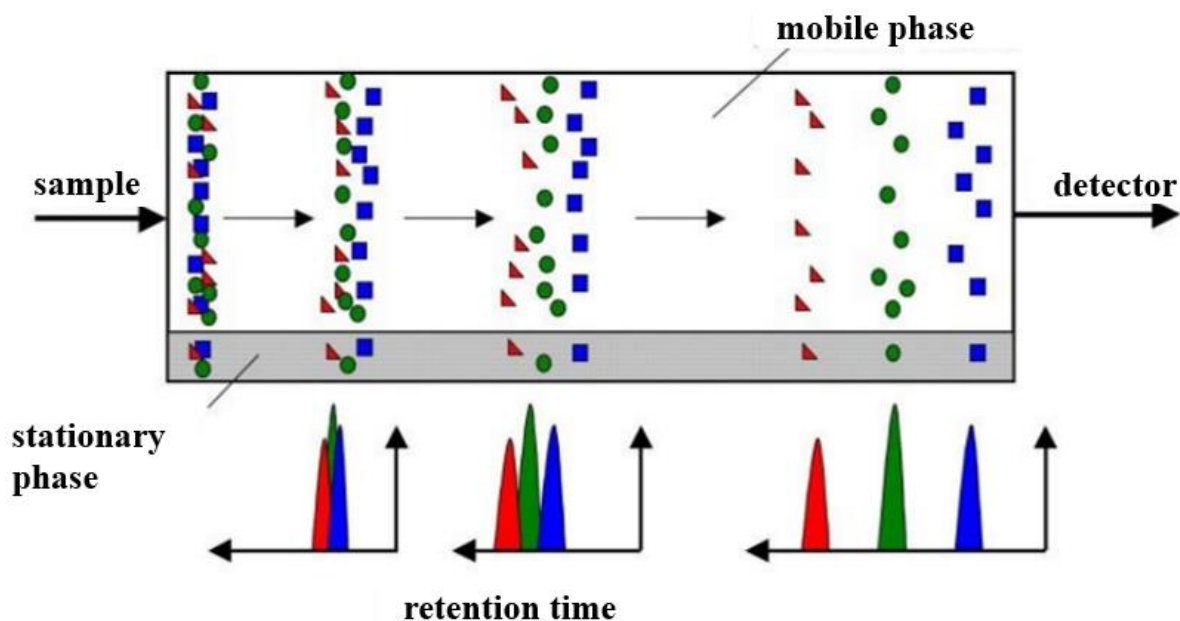 mobile phase
sample
detector
stationary
phase
retention time